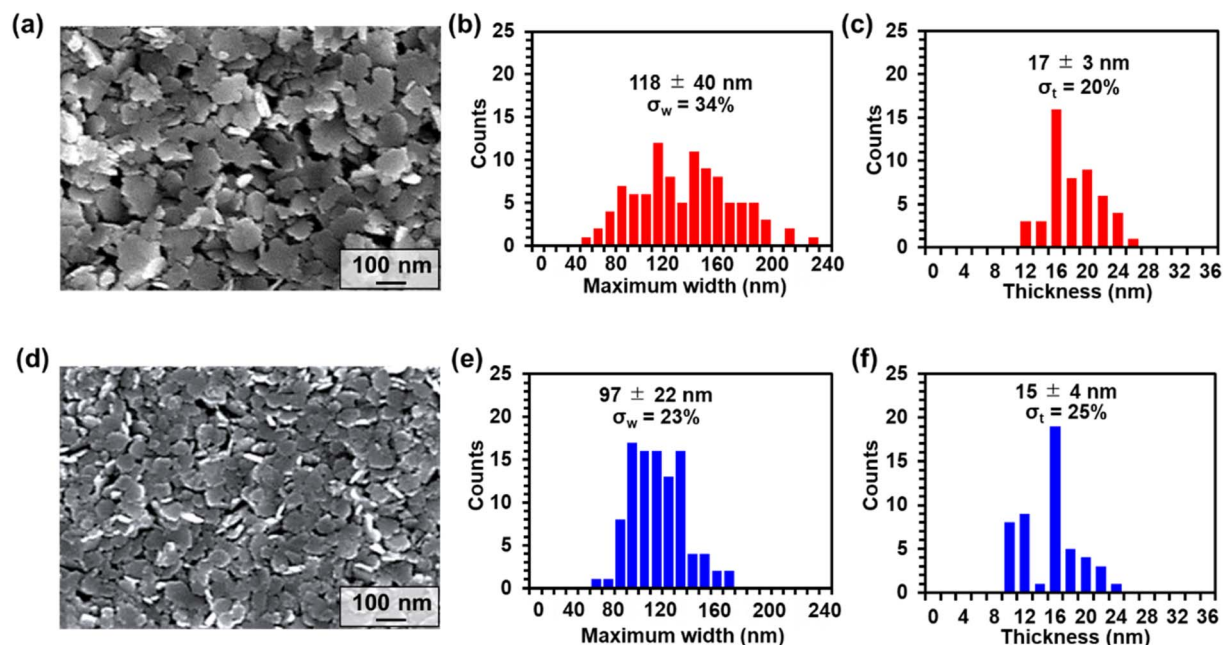 (a)
100 nm
(b)
25
20
15
10
5
0
Counts
118 ± 40 nm
σw = 34%
0 40 80 120 160 200 240
Maximum width (nm)
(c)
25
20
15
10
5
0
Counts
17 ± 3 nm
σt = 20%
0 4 8 12 16 20 24 28 32 36
Thickness (nm)
(d)
100 nm
(e)
25
20
15
10
5
0
Counts
97 ± 22 nm
σw = 23%
0 40 80 120 160 200 240
Maximum width (nm)
(f)
25
20
15
10
5
0
Counts
15 ± 4 nm
σt = 25%
0 4 8 12 16 20 24 28 32 36
Thickness (nm)